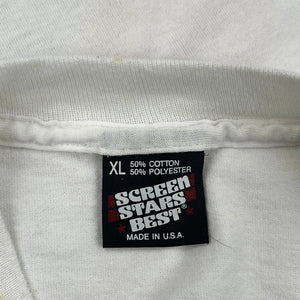 XL 50% COTTON
50% POLYESTER
SCREEN
STARS
BEST®
MADE IN U.S.A.